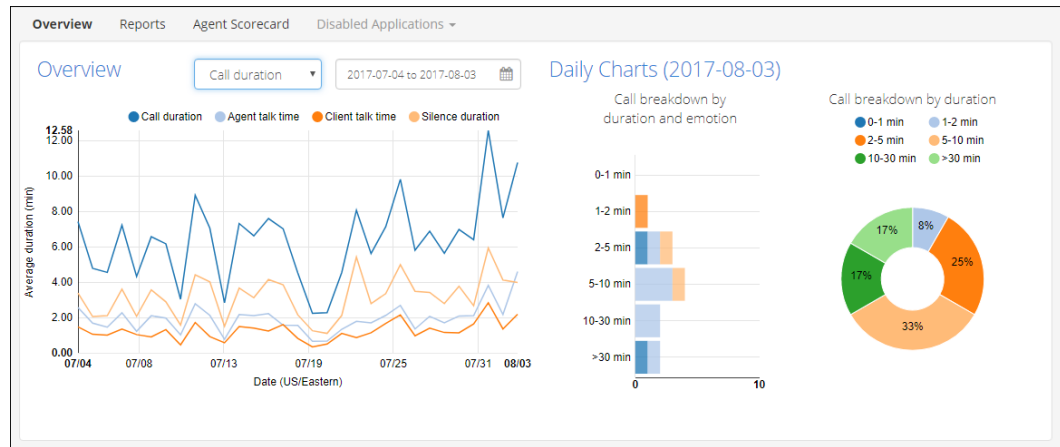 Overview Reports Agent Scorecard Disabled Applications
Overview
Call duration
2017-07-04 to 2017-08-03
Call duration Agent talk time Client talk time Silence duration
12.58
12.00
10.00
8.00
6.00
4.00
2.00
0.00
Average duration (min)
07/04 07/08 07/13 07/19 07/25 07/31 08/03
Date (US/Eastern)
Daily Charts (2017-08-03)
Call breakdown by
duration and emotion
0-1 min
1-2 min
2-5 min
5-10 min
10-30 min
>30 min
0 10
Call breakdown by duration
0-1 min 1-2 min
2-5 min 5-10 min
10-30 min >30 min
17% 8%
25%
17%
33%